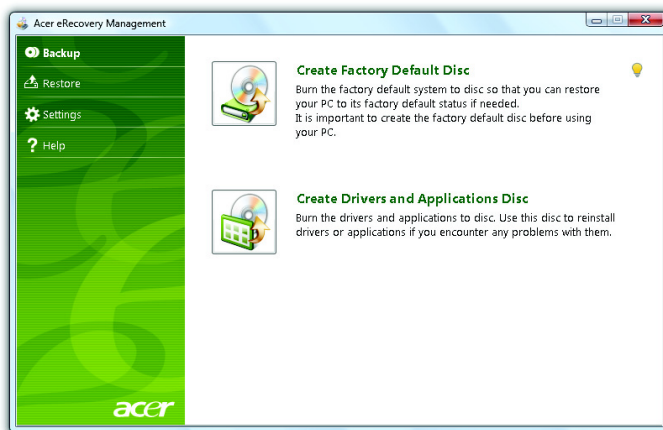 Acer eRecovery Management
Backup
Restore
Settings
Help
Create Factory Default Disc
Burn the factory default system to disc so that you can restore
your PC to its factory default status if needed.
It is important to create the factory default disc before using
your PC.
Create Drivers and Applications Disc
Burn the drivers and applications to disc. Use this disc to reinstall
drivers or applications if you encounter any problems with them.
acer